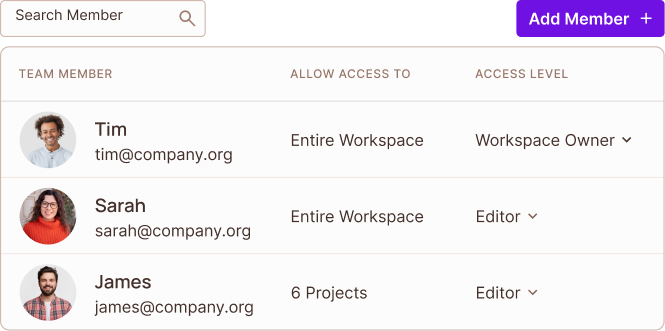 Search Member
Add Member +
TEAM MEMBER ALLOW ACCESS TO ACCESS LEVEL
Tim
tim@company.org
Entire Workspace
Workspace Owner
Sarah
sarah@company.org
Entire Workspace
Editor
James
james@company.org
6 Projects
Editor